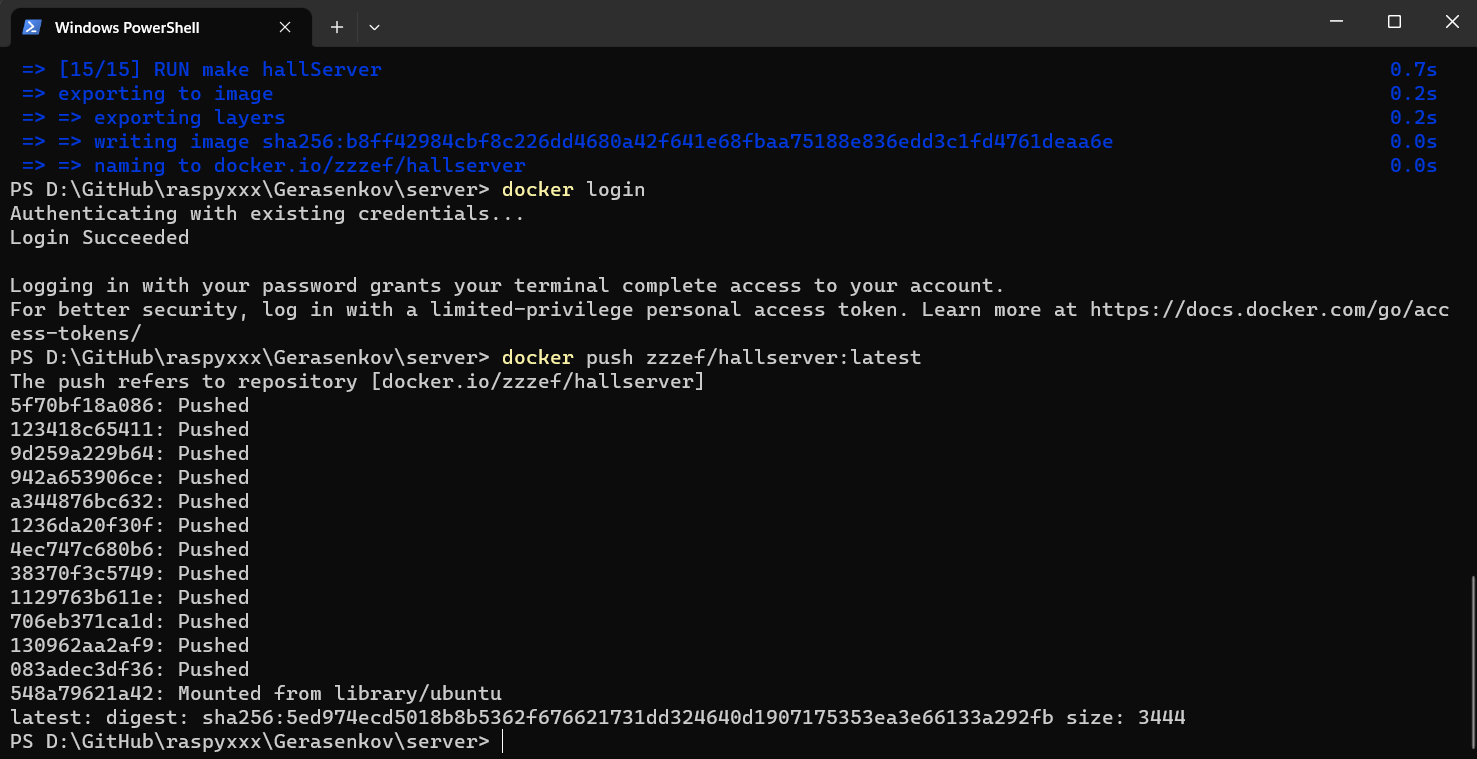 Windows PowerShell
=> [15/15] RUN make hallServer 0.7s
=> exporting to image 0.2s
=> => exporting layers 0.2s
=> => writing image sha256:b8ff42984cbf8c226dd4680a42f641e68fbaa75188e836edd3c1fd4761deaa6e 0.0s
=> => naming to docker.io/zzzef/hallserver 0.0s
PS D:\GitHub\raspyxxx\Gerasenkov\server> docker login
Authenticating with existing credentials...
Login Succeeded
Logging in with your password grants your terminal complete access to your account.
For better security, log in with a limited-privilege personal access token. Learn more at https://docs.docker.com/go/acc
ess-tokens/
PS D:\GitHub\raspyxxx\Gerasenkov\server> docker push zzzef/hallserver:latest
The push refers to repository [docker.io/zzzef/hallserver]
5f70bf18a086: Pushed
123418c65411: Pushed
9d259a229b64: Pushed
942a653906ce: Pushed
a344876bc632: Pushed
1236da20f30f: Pushed
4ec747c680b6: Pushed
38370f3c5749: Pushed
1129763b611e: Pushed
706eb371ca1d: Pushed
130962aa2af9: Pushed
083adec3df36: Pushed
548a79621a42: Mounted from library/ubuntu
latest: digest: sha256:5ed974ecd5018b8b5362f676621731dd324640d1907175353ea3e66133a292fb size: 3444
PS D:\GitHub\raspyxxx\Gerasenkov\server>